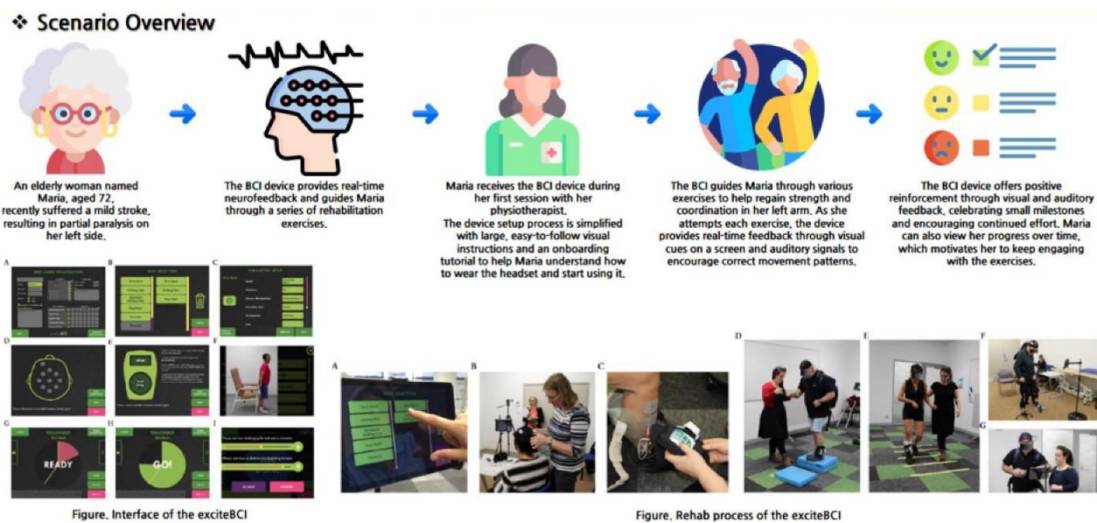 ❖ Scenario Overview
An elderly woman named
Maria, aged 72,
recently suffered a mild stroke,
resulting in partial paralysis on
her left side.
The BCI device provides real-time
neurofeedback and guides Maria
through a series of rehabilitation
exercises.
Maria receives the BCI device during
her first session with her
physiotherapist.
The device setup process is simplified
with large, easy-to-follow visual
instructions and an onboarding
tutorial to help Maria understand how
to wear the headset and start using it.
The BCI guides Maria through various
exercises to help regain strength and
coordination in her left arm. As she
attempts each exercise, the device
provides real-time feedback through visual
cues on a screen and auditory signals to
encourage correct movement patterns.
The BCI device offers positive
reinforcement through visual and auditory
feedback, celebrating small milestones
and encouraging continued effort. Maria
can also view her progress over time,
which motivates her to keep engaging
with the exercises.
A
B
C
D
E
F
G
READY
H
GO!
I
Figure. Interface of the exciteBCI
A
B
C
D
E
F
G
Figure. Rehab process of the exciteBCI